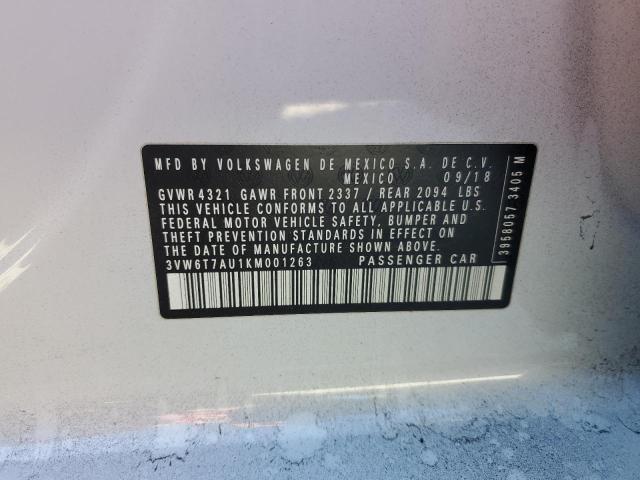 MFD BY VOLKSWAGEN DE MEXICO S.A. DE C.V.
MEXICO 09/18
GVWR 4321 GAWR FRONT 2337 / REAR 2094 LBS
THIS VEHICLE CONFORMS TO ALL APPLICABLE U.S.
FEDERAL MOTOR VEHICLE SAFETY, BUMPER AND
THEFT PREVENTION STANDARDS IN EFFECT ON
THE DATE OF MANUFACTURE SHOWN ABOVE.
3VW6T7AU1KM001263 PASSENGER CAR
3958057 3405 M